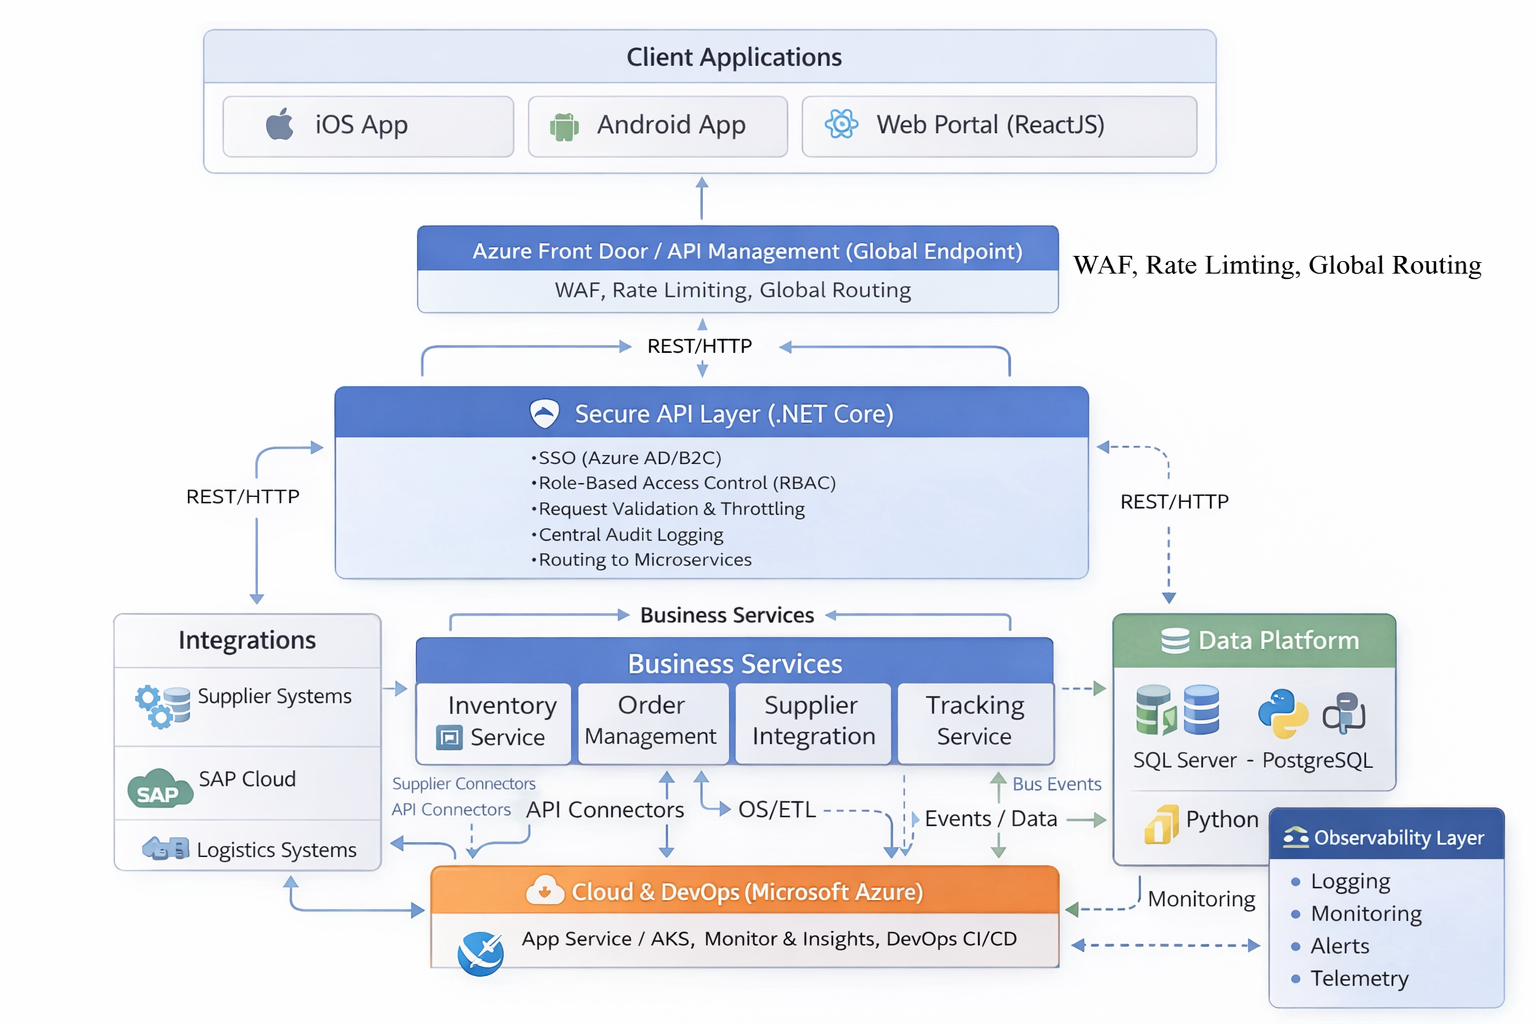 Client Applications
iOS App
Android App
Web Portal (ReactJS)
Azure Front Door / API Management (Global Endpoint)
WAF, Rate Limiting, Global Routing
WAF, Rate Limting, Global Routing
REST/HTTP
Secure API Layer (.NET Core)
•SSO (Azure AD/B2C)
•Role-Based Access Control (RBAC)
•Request Validation & Throttling
•Central Audit Logging
•Routing to Microservices
REST/HTTP
REST/HTTP
Integrations
Supplier Systems
SAP Cloud
SAP
Logistics Systems
Business Services
Business Services
Inventory
Service
Order
Management
Supplier
Integration
Tracking
Service
Data Platform
SQL Server - PostgreSQL
Python
Supplier Connectors
API Connectors
API Connectors
OS/ETL
Bus Events
Events / Data
Cloud & DevOps (Microsoft Azure)
App Service / AKS, Monitor & Insights, DevOps CI/CD
Monitoring
Observability Layer
• Logging
• Monitoring
• Alerts
• Telemetry